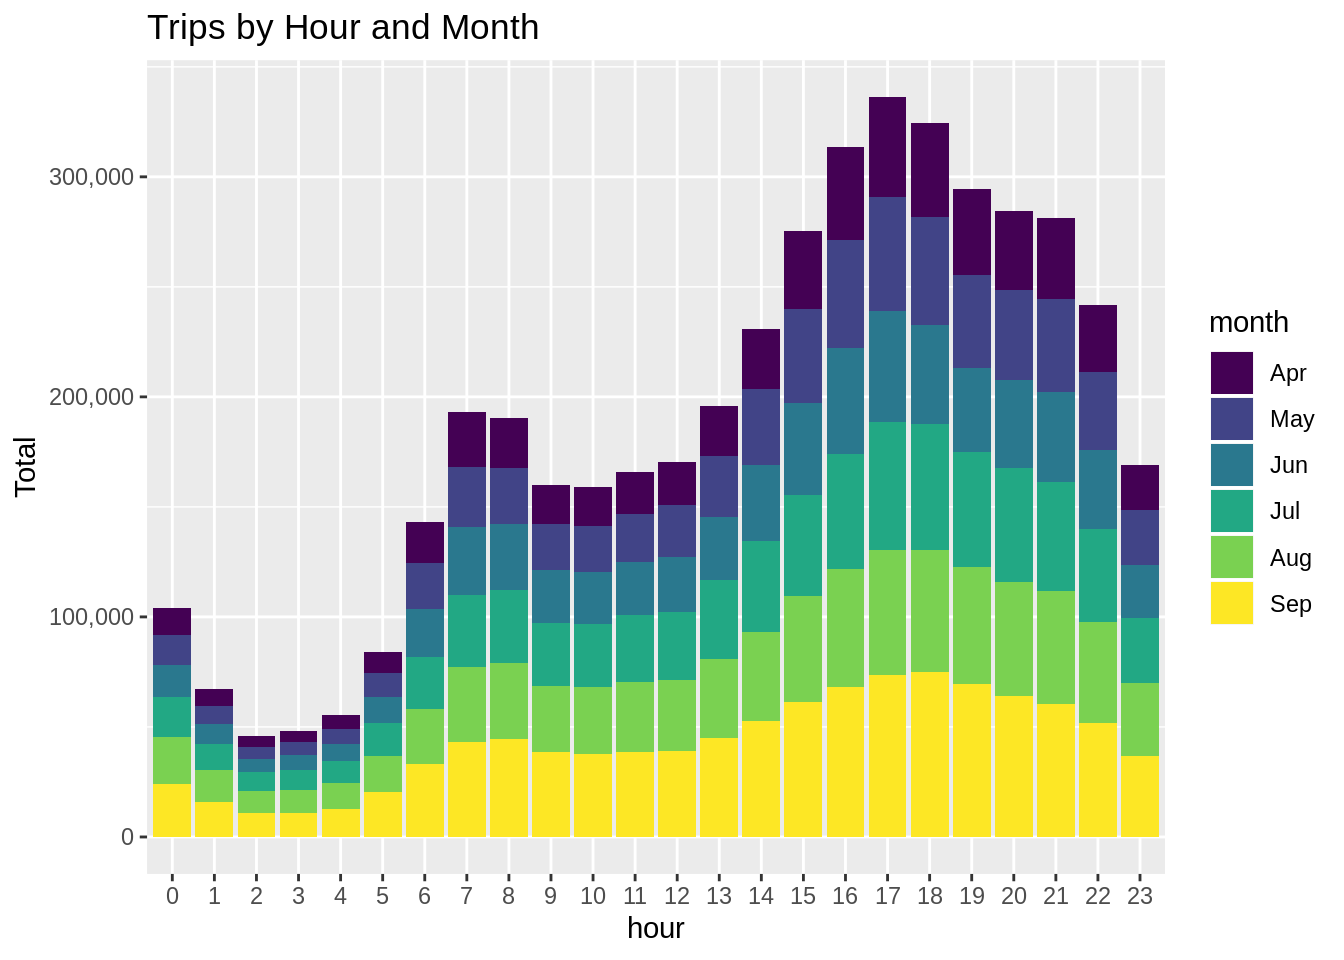 Trips by Hour and Month
Total
300,000
200,000
100,000
0
0 1 2 3 4 5 6 7 8 9 10 11 12 13 14 15 16 17 18 19 20 21 22 23
hour
month
Apr
May
Jun
Jul
Aug
Sep